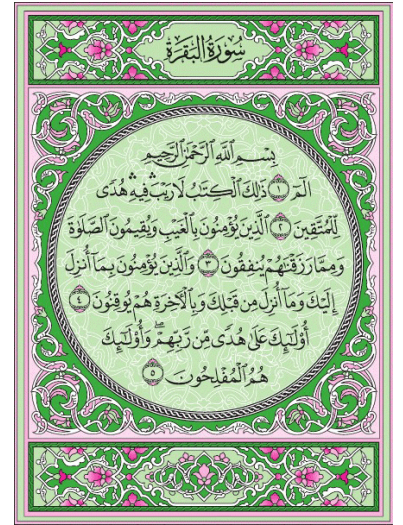 سُورَةُ البَقَرَةِ
بِسْمِ ٱللَّهِ ٱلرَّحْمَٰنِ ٱلرَّحِيمِ
الٓمٓ ۝١ ذَٰلِكَ ٱلْكِتَٰبُ لَا رَيْبَ ۛ فِيهِ ۛ هُدًى
لِّلْمُتَّقِينَ ۝٢ ٱلَّذِينَ يُؤْمِنُونَ بِٱلْغَيْبِ وَيُقِيمُونَ ٱلصَّلَوٰةَ
وَمِمَّا رَزَقْنَٰهُمْ يُنفِقُونَ ۝٣ وَٱلَّذِينَ يُؤْمِنُونَ بِمَآ أُنزِلَ
إِلَيْكَ وَمَآ أُنزِلَ مِن قَبْلِكَ وَبِٱلْأَخِرَةِ هُمْ يُوقِنُونَ ۝٤
أُو۟لَٰٓئِكَ عَلَىٰ هُدًى مِّن رَّبِّهِمْ ۖ وَأُو۟لَٰٓئِكَ
هُمُ ٱلْمُفْلِحُونَ ۝٥